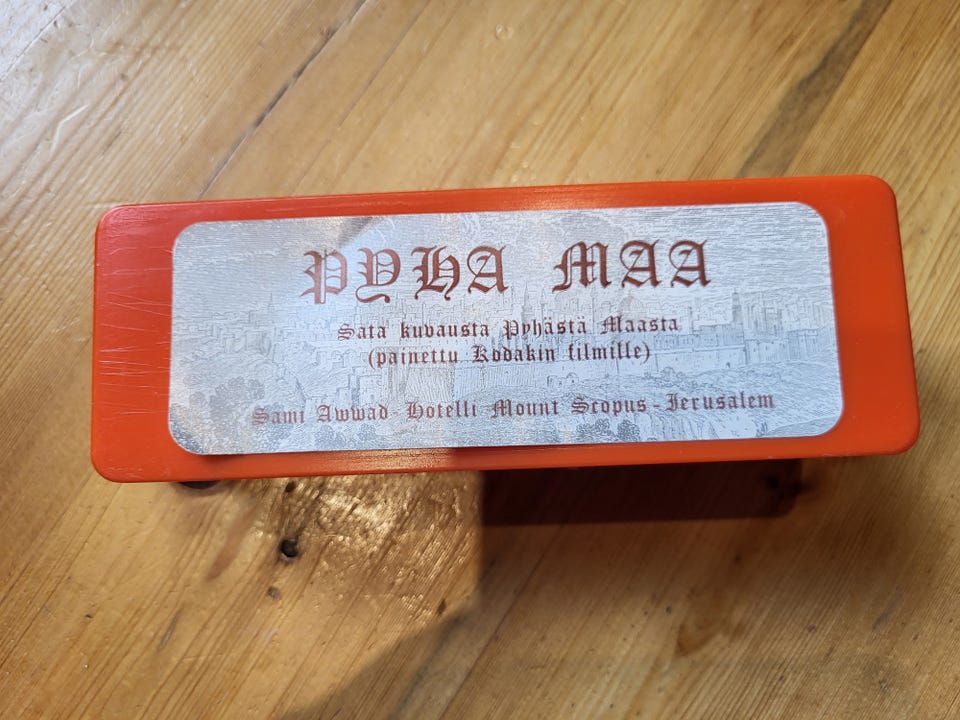 PYHA MAA
Sata kuvausta Pyhästä Maasta
(painettu Kodakin filmille)
Sami Awwad - Hotelli Mount Scopus - Jerusalem